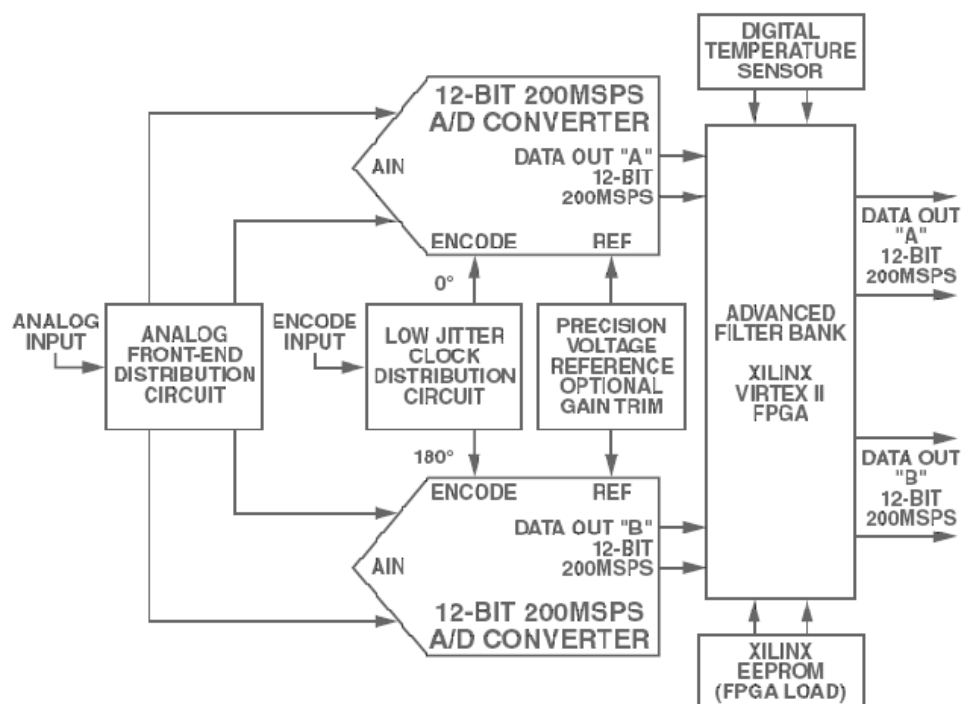 DIGITAL
TEMPERATURE
SENSOR
12-BIT 200MSPS
A/D CONVERTER
AIN
DATA OUT "A"
12-BIT
200MSPS
ENCODE
REF
0°
DATA OUT
"A"
12-BIT
200MSPS
ANALOG
INPUT
ANALOG
FRONT-END
DISTRIBUTION
CIRCUIT
ENCODE
INPUT
LOW JITTER
CLOCK
DISTRIBUTION
CIRCUIT
PRECISION
VOLTAGE
REFERENCE
OPTIONAL
GAIN TRIM
ADVANCED
FILTER BANK
XILINX
VIRTEX II
FPGA
180°
ENCODE
REF
AIN
DATA OUT "B"
12-BIT
200MSPS
12-BIT 200MSPS
A/D CONVERTER
DATA OUT
"B"
12-BIT
200MSPS
XILINX
EEPROM
(FPGA LOAD)